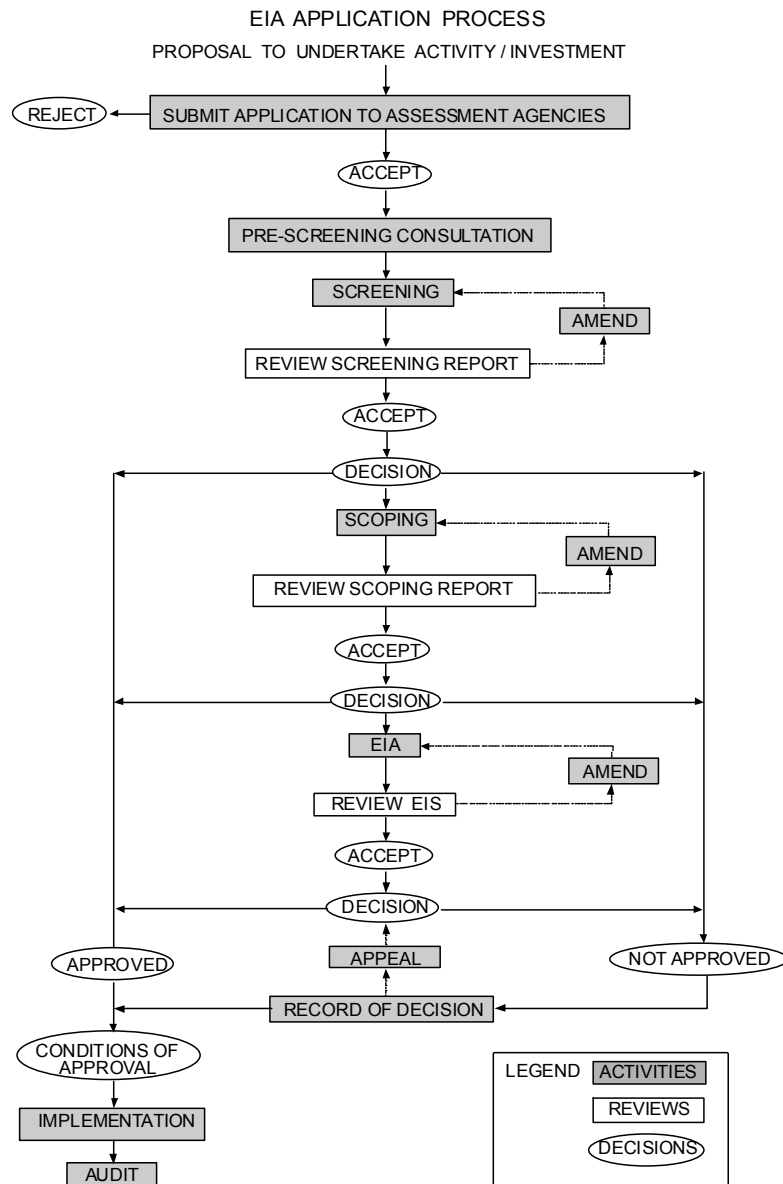 EIA APPLICATION PROCESS
PROPOSAL TO UNDERTAKE ACTIVITY / INVESTMENT
REJECT
SUBMIT APPLICATION TO ASSESSMENT AGENCIES
ACCEPT
PRE-SCREENING CONSULTATION
SCREENING
AMEND
REVIEW SCREENING REPORT
ACCEPT
DECISION
SCOPING
AMEND
REVIEW SCOPING REPORT
ACCEPT
DECISION
EIA
AMEND
REVIEW EIS
ACCEPT
DECISION
APPROVED
APPEAL
NOT APPROVED
RECORD OF DECISION
CONDITIONS OF
APPROVAL
IMPLEMENTATION
AUDIT
LEGEND
ACTIVITIES
REVIEWS
DECISIONS